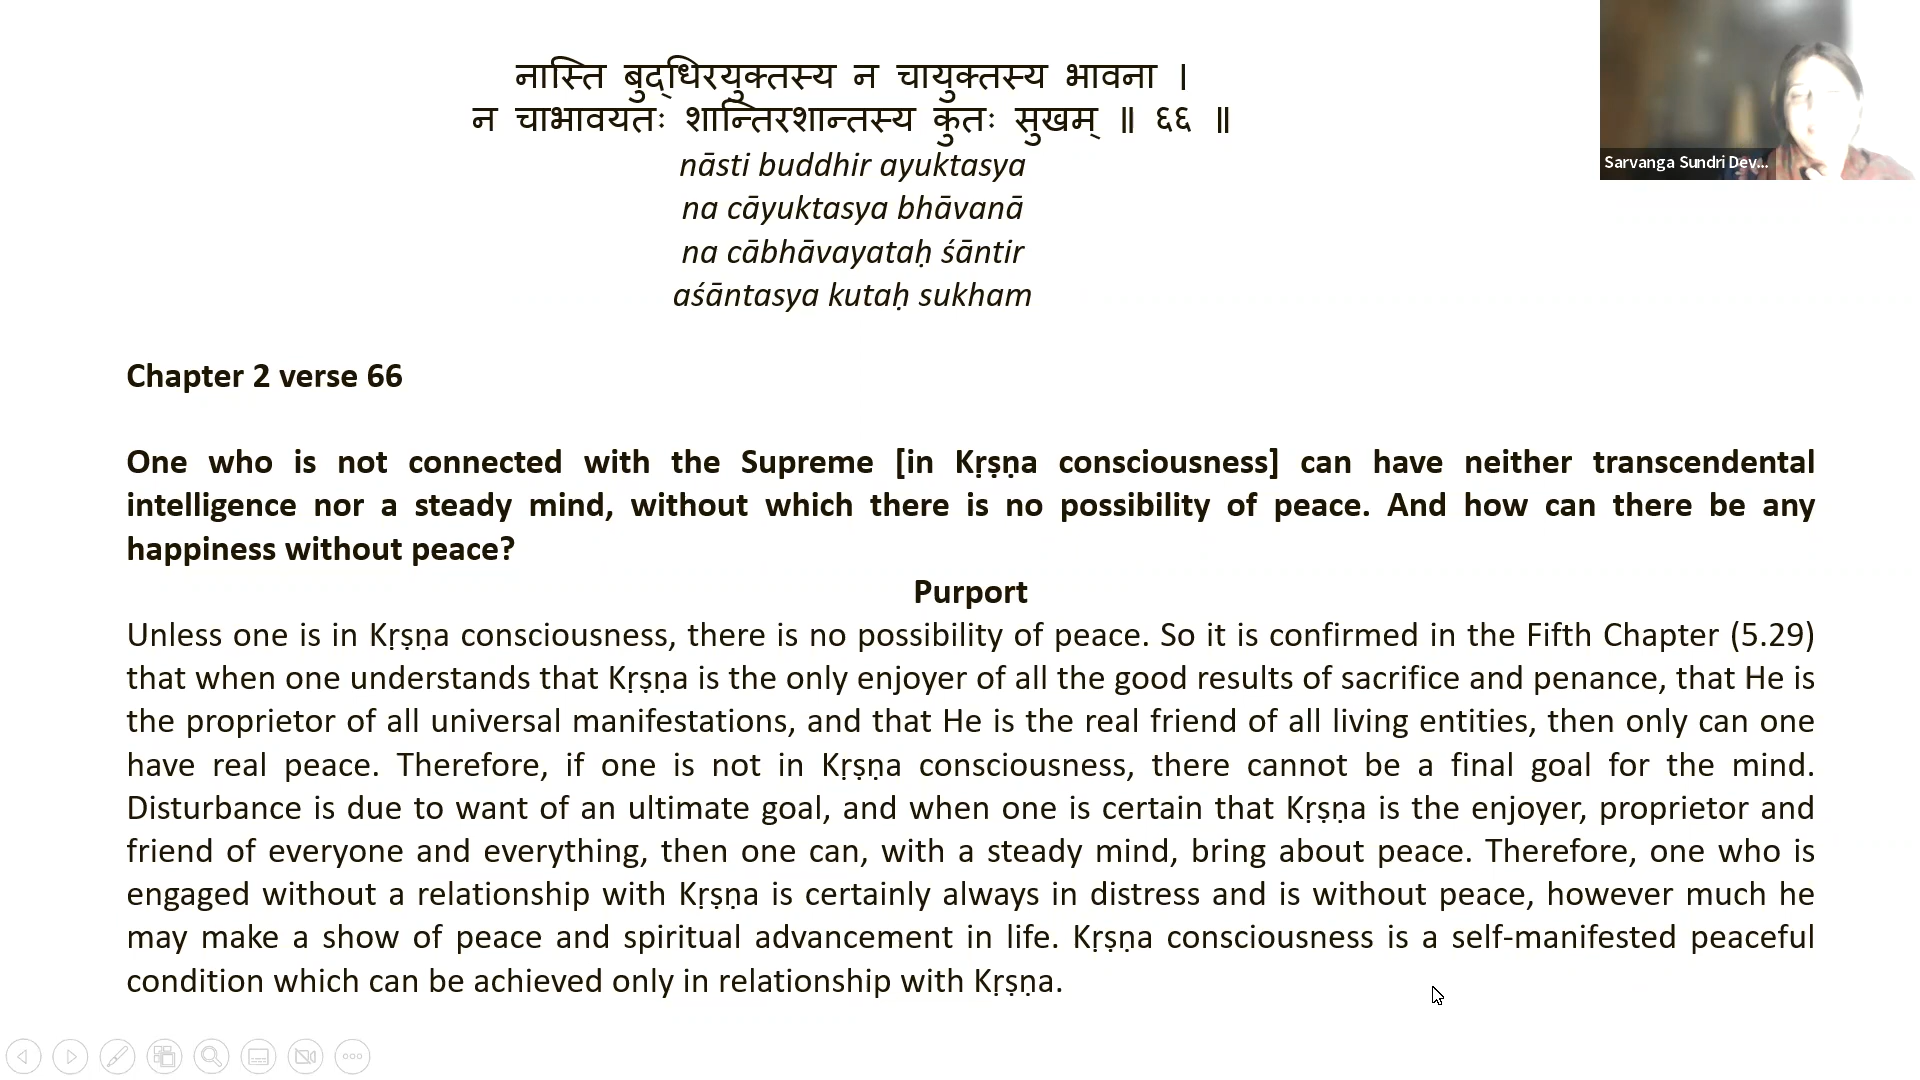 नास्ति बुद्‌धिरयुक्तस्य न चायुक्तस्य भावना ।
न चाभावयतः शान्तिरशान्तस्य कुतः सुखम् ॥ ६६ ॥
nāsti buddhir ayuktasya
na cāyuktasya bhāvanā
na cābhāvayataḥ śāntir
aśāntasya kutaḥ sukham
Chapter 2 verse 66
One who is not connected with the Supreme [in Kṛṣṇa consciousness] can have neither transcendental
intelligence nor a steady mind, without which there is no possibility of peace. And how can there be any
happiness without peace?
Purport
Unless one is in Kṛṣṇa consciousness, there is no possibility of peace. So it is confirmed in the Fifth Chapter (5.29)
that when one understands that Kṛṣṇa is the only enjoyer of all the good results of sacrifice and penance, that He is
the proprietor of all universal manifestations, and that He is the real friend of all living entities, then only can one
have real peace. Therefore, if one is not in Kṛṣṇa consciousness, there cannot be a final goal for the mind.
Disturbance is due to want of an ultimate goal, and when one is certain that Kṛṣṇa is the enjoyer, proprietor and
friend of everyone and everything, then one can, with a steady mind, bring about peace. Therefore, one who is
engaged without a relationship with Kṛṣṇa is certainly always in distress and is without peace, however much he
may make a show of peace and spiritual advancement in life. Kṛṣṇa consciousness is a self-manifested peaceful
condition which can be achieved only in relationship with Kṛṣṇa.
Sarvanga Sundri Dev...